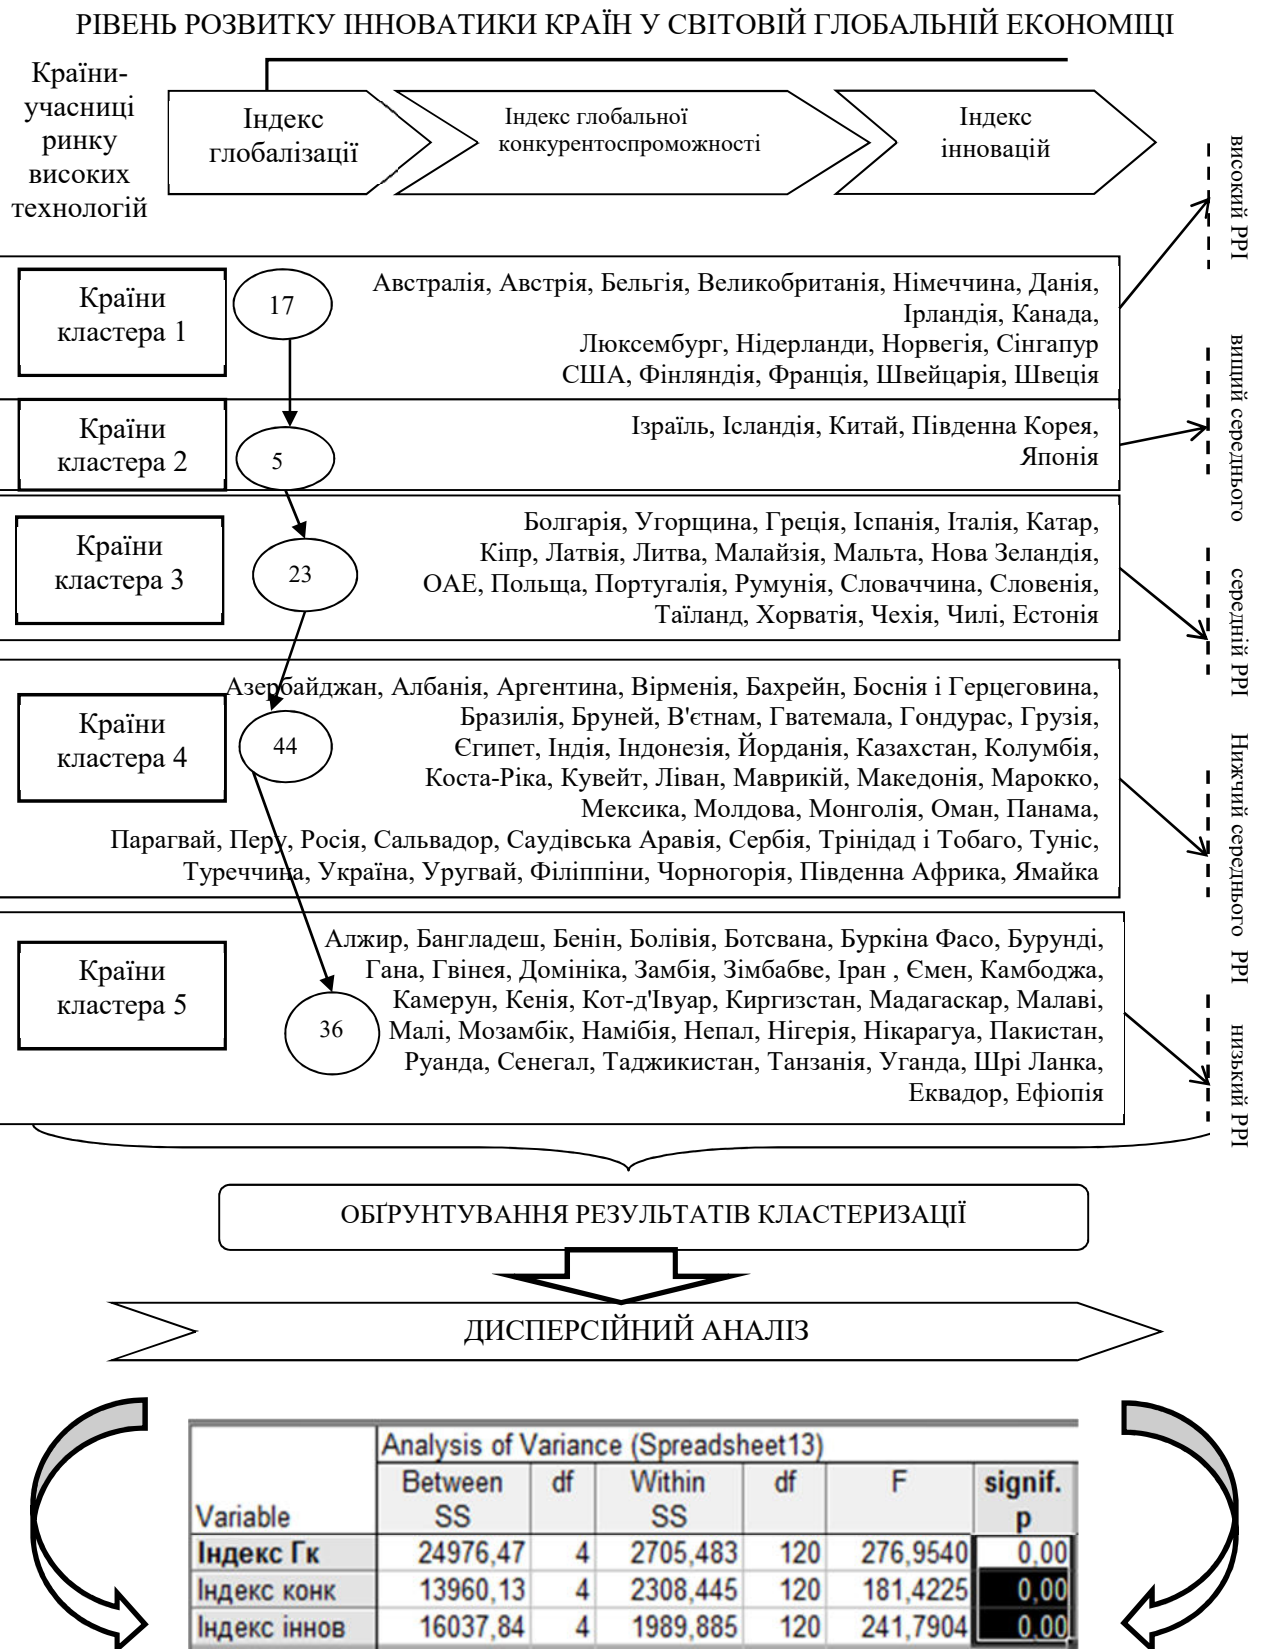 РІВЕНЬ РОЗВИТКУ ІННОВАТИКИ КРАЇН У СВІТОВІЙ ГЛОБАЛЬНІЙ ЕКОНОМІЦІ
Країни-
учасниці
ринку
високих
технологій
Індекс
глобалізації
Індекс глобальної
конкурентоспроможності
Індекс
інновацій
високий РРІ
Країни
кластера 1
17
Австралія, Австрія, Бельгія, Великобританія, Німеччина, Данія,
Ірландія, Канада,
Люксембург, Нідерланди, Норвегія, Сінгапур
США, Фінляндія, Франція, Швейцарія, Швеція
вищий середнього
Країни
кластера 2
5
Ізраїль, Ісландія, Китай, Південна Корея,
Японія
Країни
кластера 3
23
Болгарія, Угорщина, Греція, Іспанія, Італія, Катар,
Кіпр, Латвія, Литва, Малайзія, Мальта, Нова Зеландія,
ОАЕ, Польща, Португалія, Румунія, Словаччина, Словенія,
Таїланд, Хорватія, Чехія, Чилі, Естонія
середній РРІ
Країни
кластера 4
44
Азербайджан, Албанія, Аргентина, Вірменія, Бахрейн, Боснія і Герцеговина,
Бразилія, Бруней, В'єтнам, Гватемала, Гондурас, Грузія,
Єгипет, Індія, Індонезія, Йорданія, Казахстан, Колумбія,
Коста-Ріка, Кувейт, Ліван, Маврикій, Македонія, Марокко,
Мексика, Молдова, Монголія, Оман, Панама,
Парагвай, Перу, Росія, Сальвадор, Саудівська Аравія, Сербія, Трінідад і Тобаго, Туніс,
Туреччина, Україна, Уругвай, Філіппіни, Чорногорія, Південна Африка, Ямайка
Нижчий середнього РРІ
Країни
кластера 5
36
Алжир, Бангладеш, Бенін, Болівія, Ботсвана, Буркіна Фасо, Бурунді,
Гана, Гвінея, Домініка, Замбія, Зімбабве, Іран , Ємен, Камбоджа,
Камерун, Кенія, Кот-д'Івуар, Киргизстан, Мадагаскар, Малаві,
Малі, Мозамбік, Намібія, Непал, Нігерія, Нікарагуа, Пакистан,
Руанда, Сенегал, Таджикистан, Танзанія, Уганда, Шрі Ланка,
Еквадор, Ефіопія
низький РРІ
ОБҐРУНТУВАННЯ РЕЗУЛЬТАТІВ КЛАСТЕРИЗАЦІЇ
ДИСПЕРСІЙНИЙ АНАЛІЗ
Analysis of Variance (Spreadsheet13)
Variable Between SS df Within SS df F signif. p
Індекс Гк 24976,47 4 2705,483 120 276,9540 0,00
Індекс конк 13960,13 4 2308,445 120 181,4225 0,00
Індекс іннов 16037,84 4 1989,885 120 241,7904 0,00